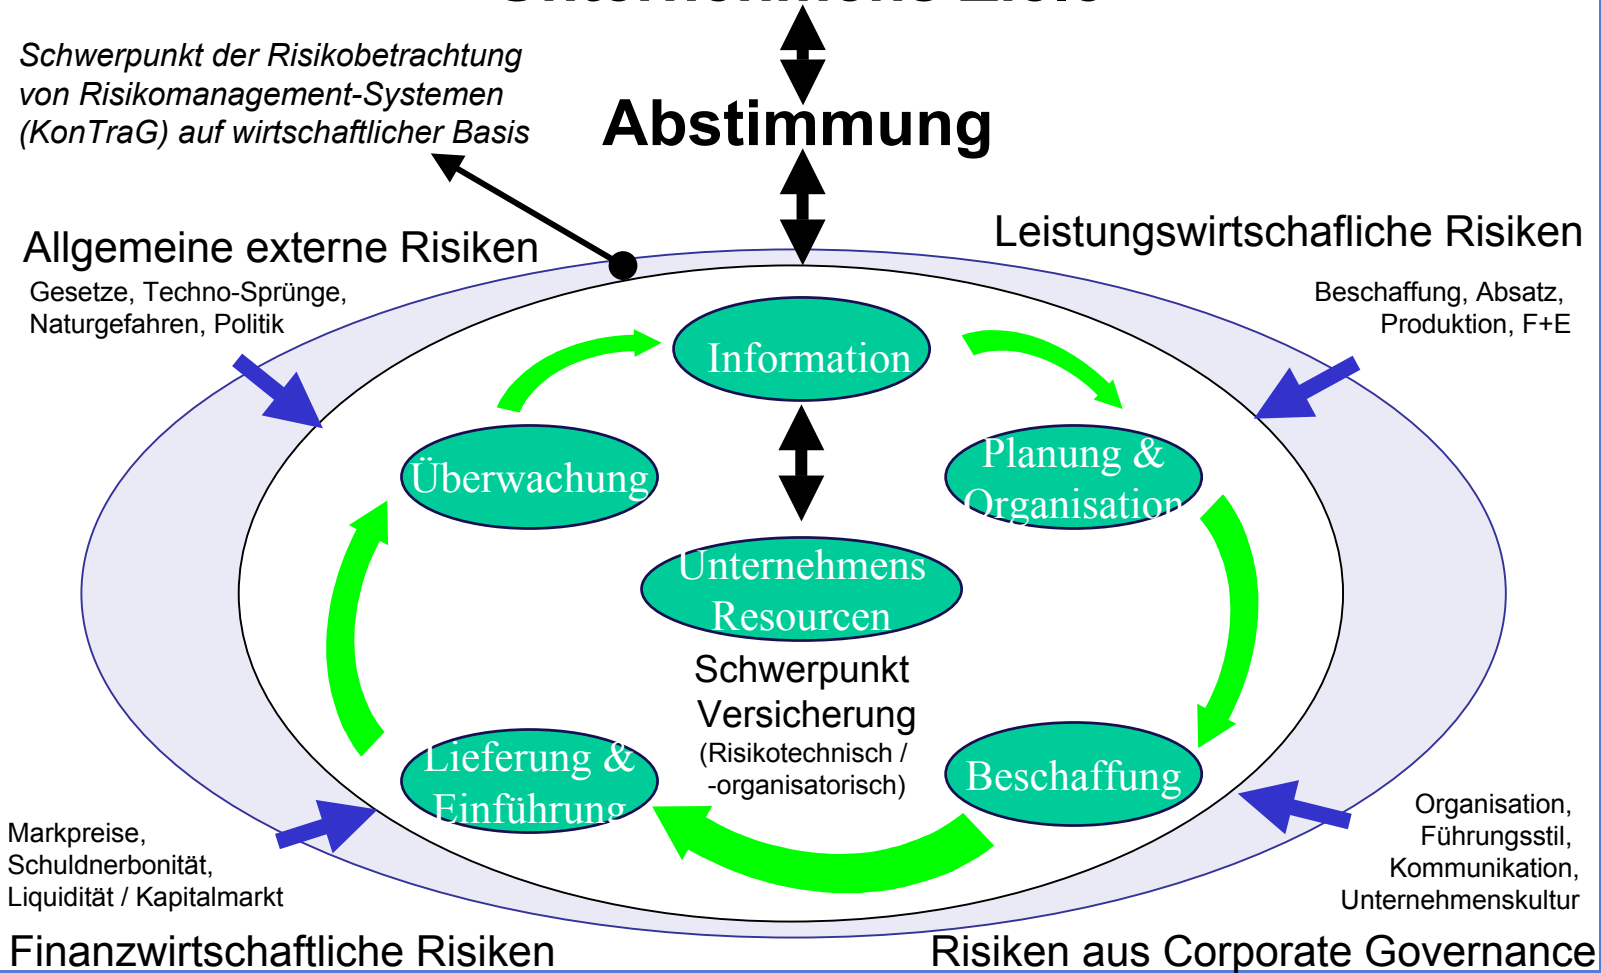 Schwerpunkt der Risikobetrachtung
von Risikomanagement-Systemen
(KonTraG) auf wirtschaftlicher Basis
Abstimmung
Allgemeine externe Risiken
Gesetze, Techno-Sprünge,
Naturgefahren, Politik
Leistungswirtschafliche Risiken
Beschaffung, Absatz,
Produktion, F+E
Information
Planung &
Organisation
Überwachung
Unternehmens
Resourcen
Schwerpunkt
Versicherung
(Risikotechnisch /
-organisatorisch)
Lieferung &
Einführung
Beschaffung
Markpreise,
Schuldnerbonität,
Liquidität / Kapitalmarkt
Finanzwirtschaftliche Risiken
Organisation,
Führungsstil,
Kommunikation,
Unternehmenskultur
Risiken aus Corporate Governance